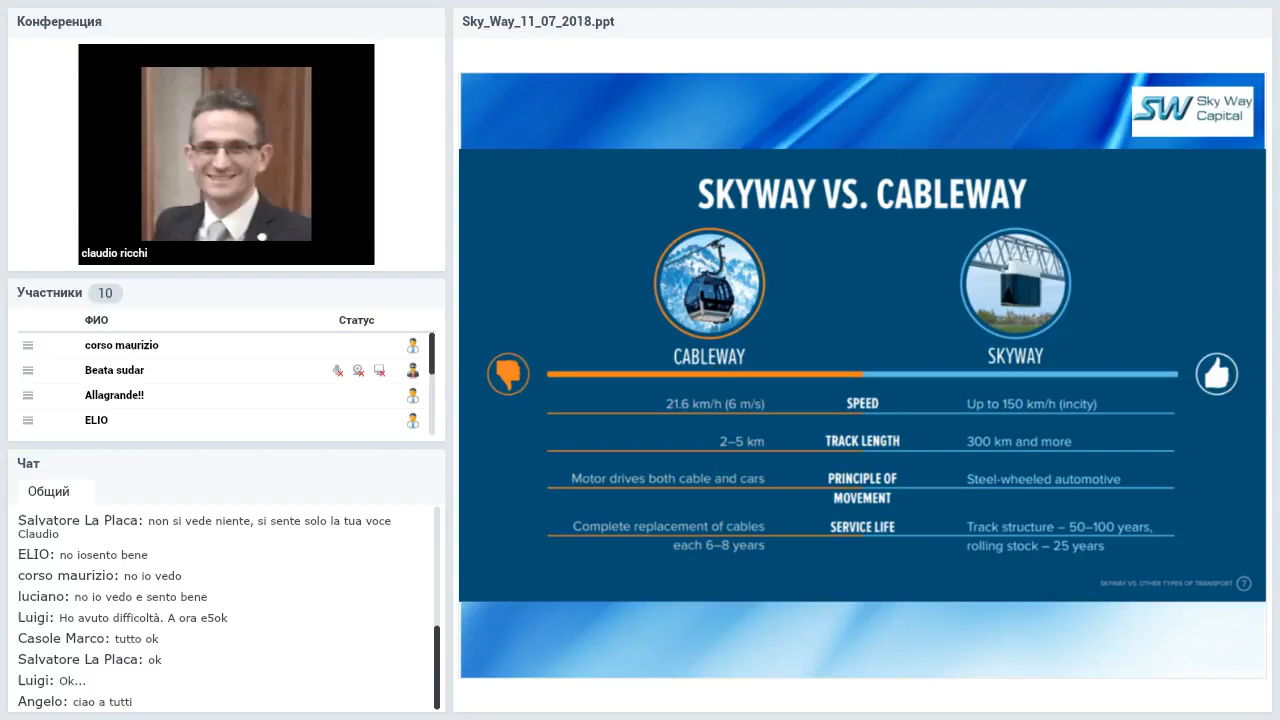 Конференция
claudio ricchi
Участники 10
ФИО Статус
corso maurizio
Beata sudar
Allagrande!!
ELIO
Чат
Общий
Salvatore La Placa: non si vede niente, si sente solo la tua voce
Claudio
ELIO: no iosento bene
corso maurizio: no io vedo
luciano: no io vedo e sento bene
Luigi: Ho avuto difficoltà. A ora e5ok
Casole Marco: tutto ok
Salvatore La Placa: ok
Luigi: Ok...
Angelo: ciao a tutti
Sky_Way_11_07_2018.ppt
SW Sky Way
Capital
SKYWAY VS. CABLEWAY
CABLEWAY SKYWAY
21.6 km/h (6 m/s) SPEED Up to 150 km/h (incity)
2–5 km TRACK LENGTH 300 km and more
Motor drives both cable and cars PRINCIPLE OF Steel-wheeled automotive
MOVEMENT
Complete replacement of cables SERVICE LIFE Track structure – 50–100 years,
each 6–8 years rolling stock – 25 years
SKYWAY VS. OTHER TYPES OF TRANSPORT 7